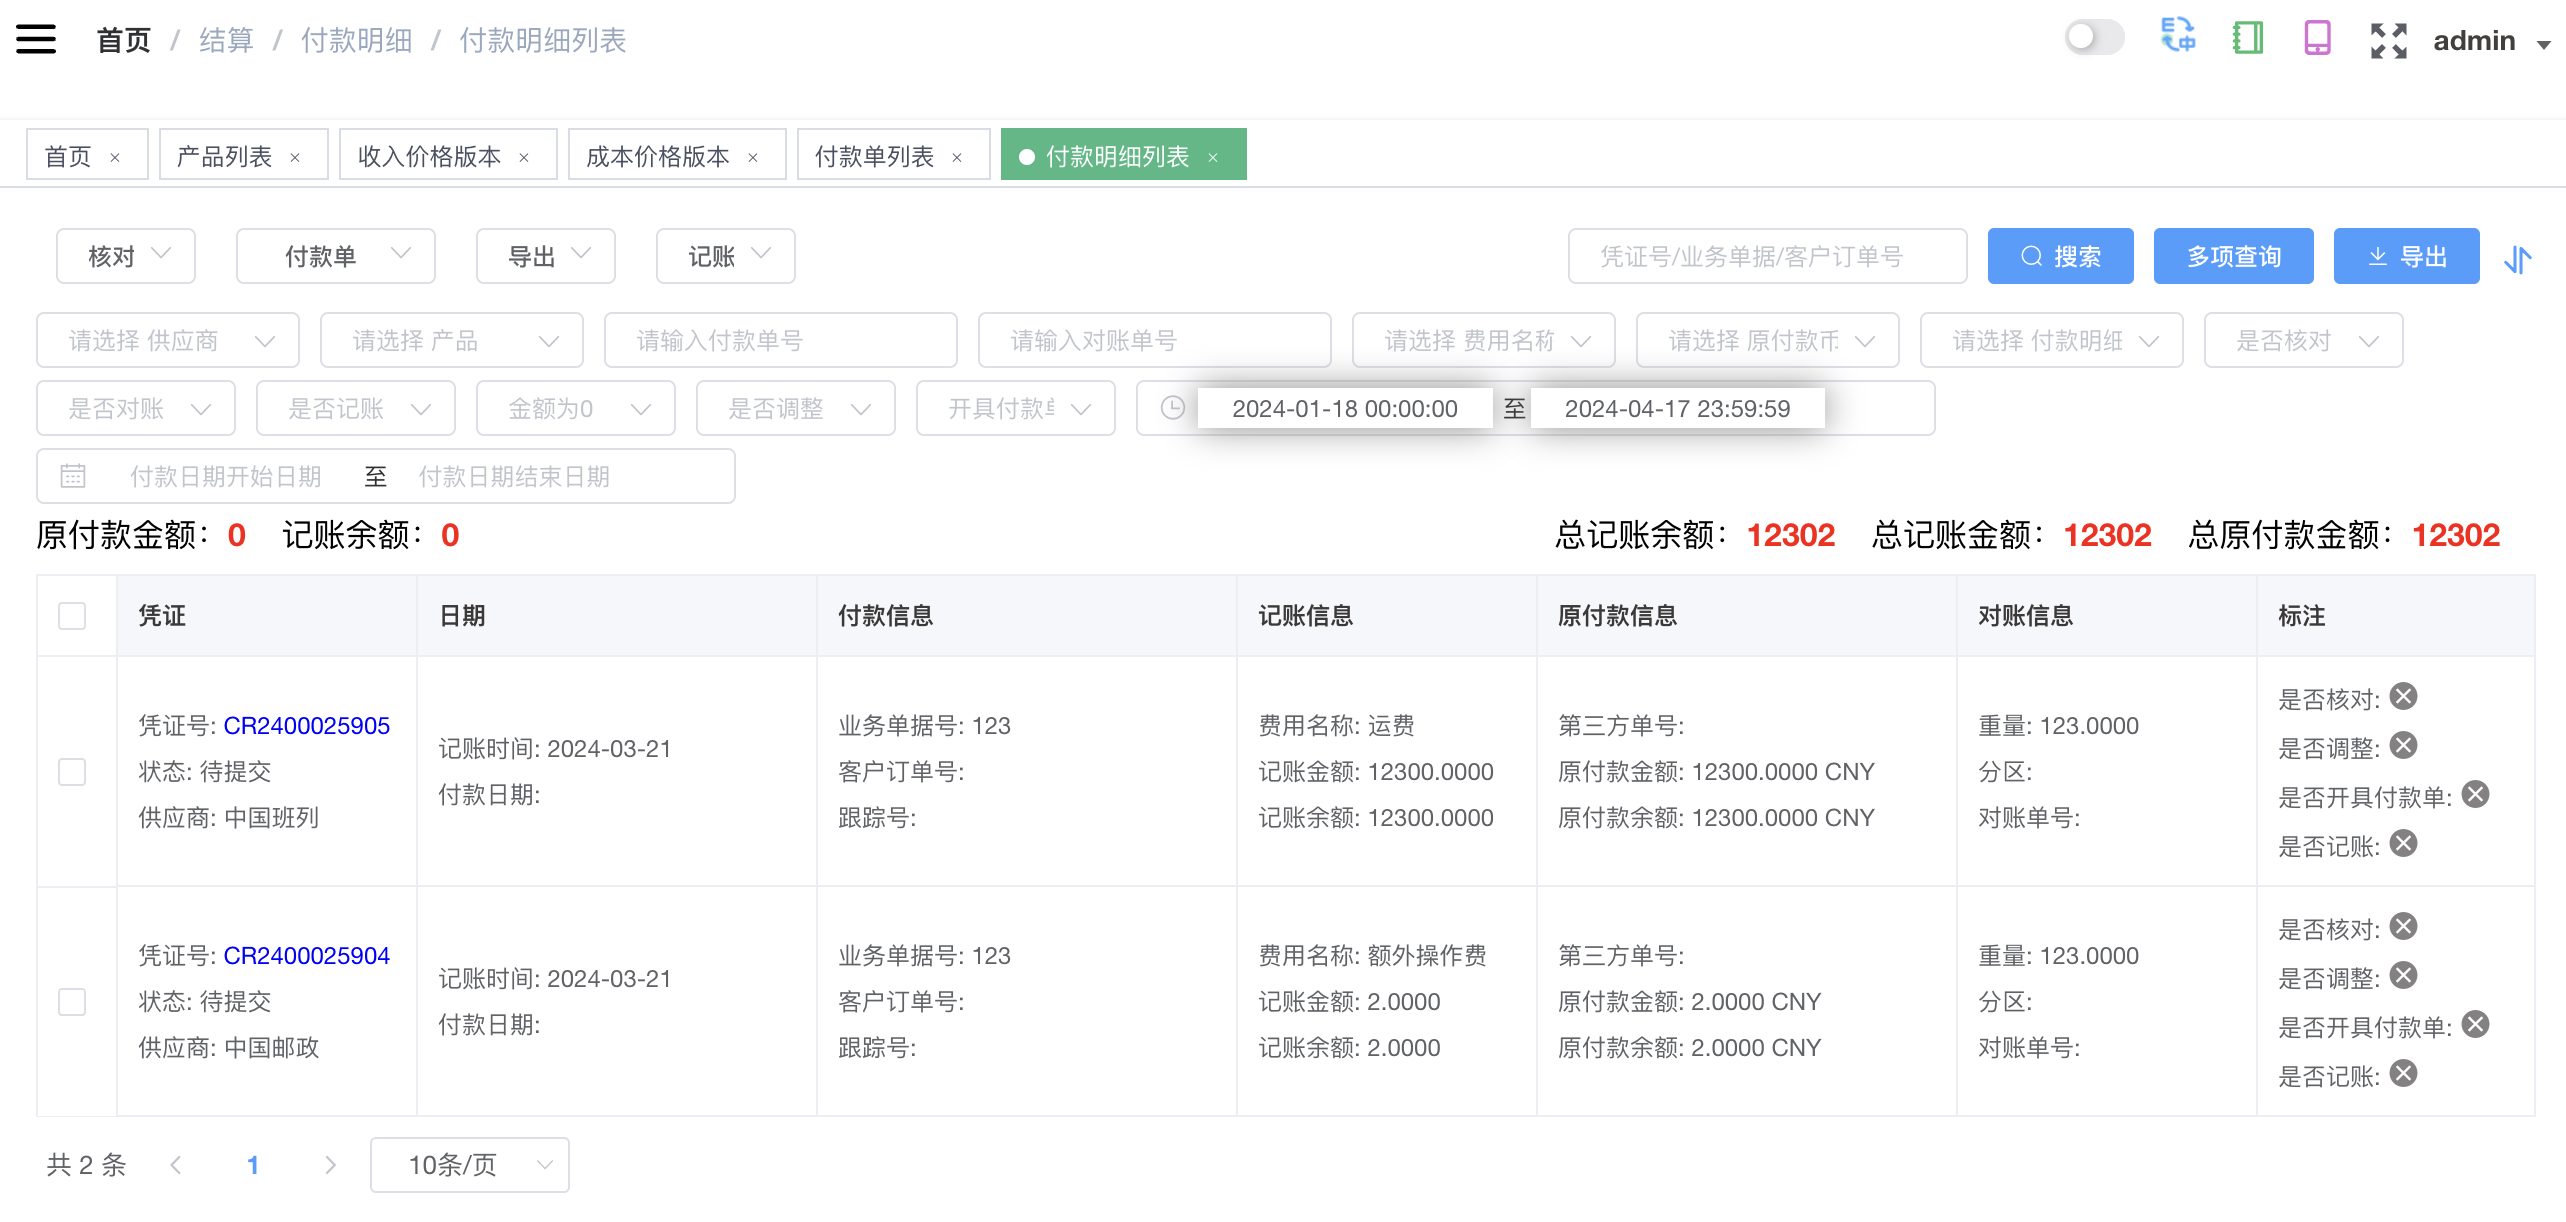 首页 / 结算 / 付款明细 / 付款明细列表
admin
首页 × 产品列表 × 收入价格版本 × 成本价格版本 × 付款单列表 × 付款明细列表 ×
核对 付款单 导出 记账 凭证号/业务单据/客户订单号 搜索 多项查询 导出
请选择 供应商 请选择 产品 请输入付款单号 请输入对账单号 请选择 费用名称 请选择 原付款币 请选择 付款明细 是否核对
是否对账 是否记账 金额为0 是否调整 开具付款 2024-01-18 00:00:00 至 2024-04-17 23:59:59
付款日期开始日期 至 付款日期结束日期
原付款金额：0 记账余额：0 总记账余额：12302 总记账金额：12302 总原付款金额：12302
凭证 日期 付款信息 记账信息 原付款信息 对账信息 标注
凭证号: CR2400025905
状态: 待提交
供应商: 中国班列
记账时间: 2024-03-21
付款日期:
业务单据号: 123
客户订单号:
跟踪号:
费用名称: 运费
记账金额: 12300.0000
记账余额: 12300.0000
第三方单号:
原付款金额: 12300.0000 CNY
原付款余额: 12300.0000 CNY
重量: 123.0000
分区:
对账单号:
是否核对:
是否调整:
是否开具付款单:
是否记账:
凭证号: CR2400025904
状态: 待提交
供应商: 中国邮政
记账时间: 2024-03-21
付款日期:
业务单据号: 123
客户订单号:
跟踪号:
费用名称: 额外操作费
记账金额: 2.0000
记账余额: 2.0000
第三方单号:
原付款金额: 2.0000 CNY
原付款余额: 2.0000 CNY
重量: 123.0000
分区:
对账单号:
是否核对:
是否调整:
是否开具付款单:
是否记账:
共 2 条 1 10条/页